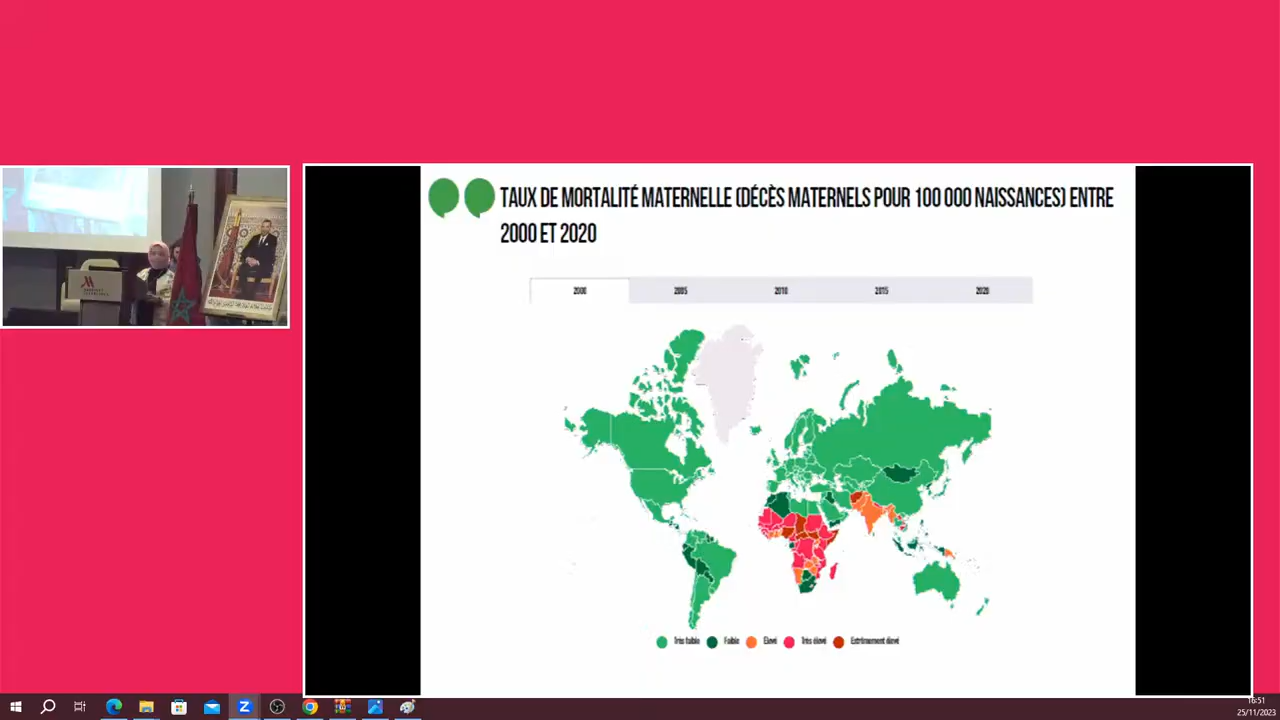 TAUX DE MORTALITÉ MATERNELLE (DÉCÈS MATERNELS POUR 100 000 NAISSANCES) ENTRE
2000 ET 2020
2000 2005 2010 2015 2020
Très faible Faible Elevé Très élevé Extrêmement élevé
16:51
25/11/2023